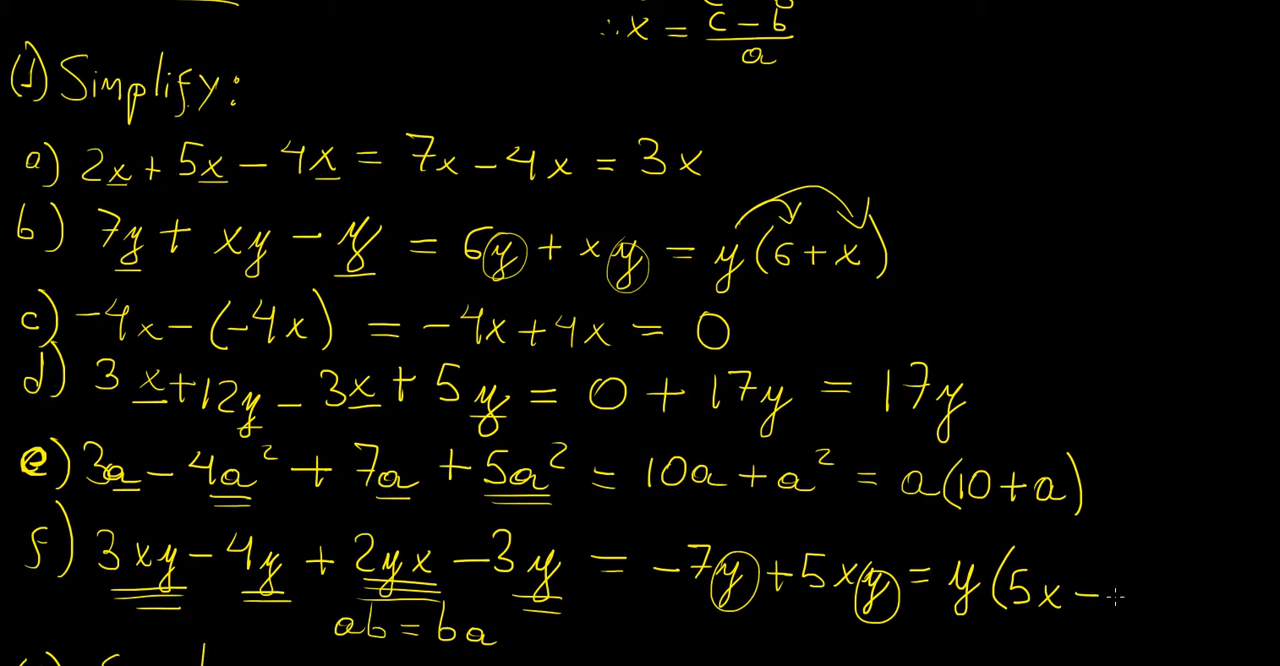 ∴x = (c - b)/a
(1) Simplify:
a) 2x + 5x - 4x = 7x - 4x = 3x
b) 7y + xy - y = 6y + xy = y(6 + x)
c) -4x - (-4x) = -4x + 4x = 0
d) 3x + 12y - 3x + 5y = 0 + 17y = 17y
e) 3a - 4a² + 7a + 5a² = 10a + a² = a(10 + a)
f) 3xy - 4y + 2yx - 3y = -7y + 5xy = y(5x -
ab = ba